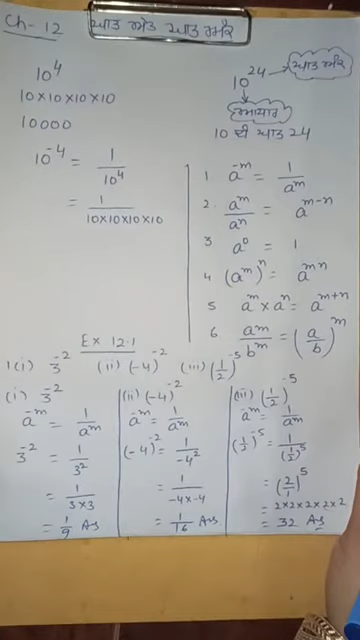 Ch-12 ਘਾਤ ਅਤੇ ਘਾਤ ਅੰਕ
10⁴
10×10×10×10
10000
10⁻⁴ = 1/10⁴
= 1/10×10×10×10
10²⁴ → ਘਾਤ ਅੰਕ
ਆਧਾਰ
10 ਦੀ ਘਾਤ 24
1. a⁻ᵐ = 1/aᵐ
2. aᵐ/aⁿ = aᵐ⁻ⁿ
3 a⁰ = 1
4 (aᵐ)ⁿ = aᵐⁿ
5 aᵐ × aⁿ = aᵐ⁺ⁿ
6. aᵐ/bᵐ = (a/b)ᵐ
Ex 12.1
1(i) 3⁻² (ii) (-4)⁻² (iii) (1/2)⁻⁵
(i) 3⁻²
a⁻ᵐ = 1/aᵐ
3⁻² = 1/3²
= 1/3×3
= 1/9 Ans
(ii) (-4)⁻²
a⁻ᵐ = 1/aᵐ
(-4)⁻² = 1/-4²
= 1/-4×-4
= 1/16 Ans
(iii) (1/2)⁻⁵
a⁻ᵐ = 1/aᵐ
(1/2)⁻⁵ = 1/(1/2)⁵
= (2/1)⁵
= 2×2×2×2×2
= 32 Ans